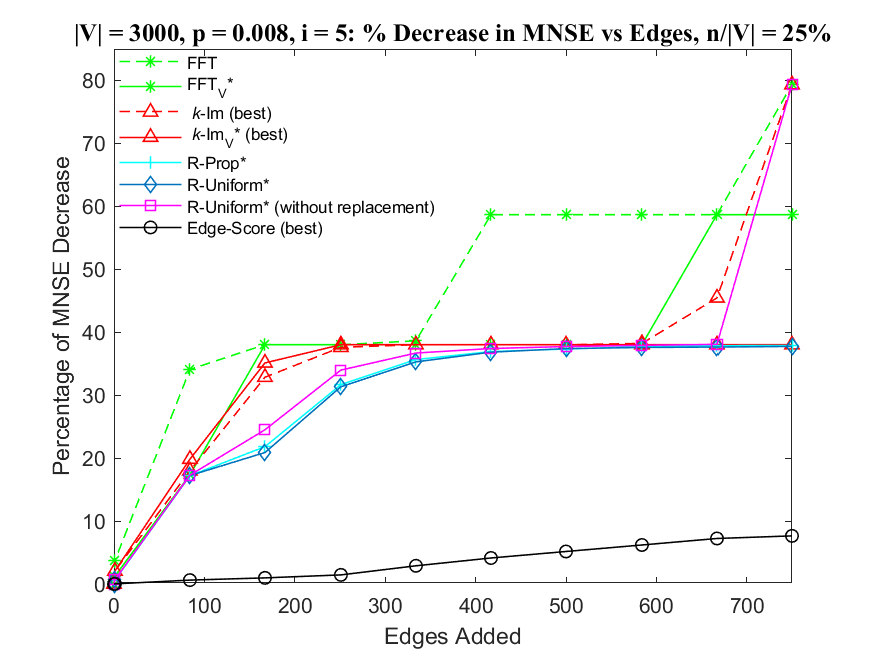 |V| = 3000, p = 0.008, i = 5: % Decrease in MNSE vs Edges, n/|V| = 25%
FFT
FFT_V*
k-Im (best)
k-Im_V* (best)
R-Prop*
R-Uniform*
R-Uniform* (without replacement)
Edge-Score (best)
Percentage of MNSE Decrease
80
70
60
50
40
30
20
10
0
0 100 200 300 400 500 600 700
Edges Added